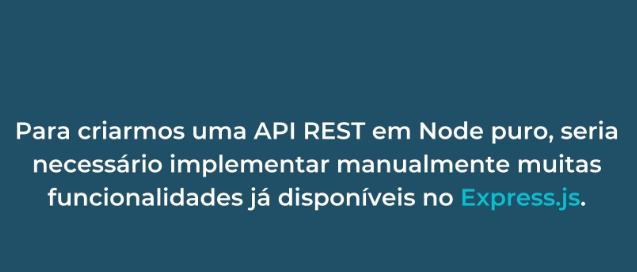 Para criarmos uma API REST em Node puro, seria
necessário implementar manualmente muitas
funcionalidades já disponíveis no Express.js.